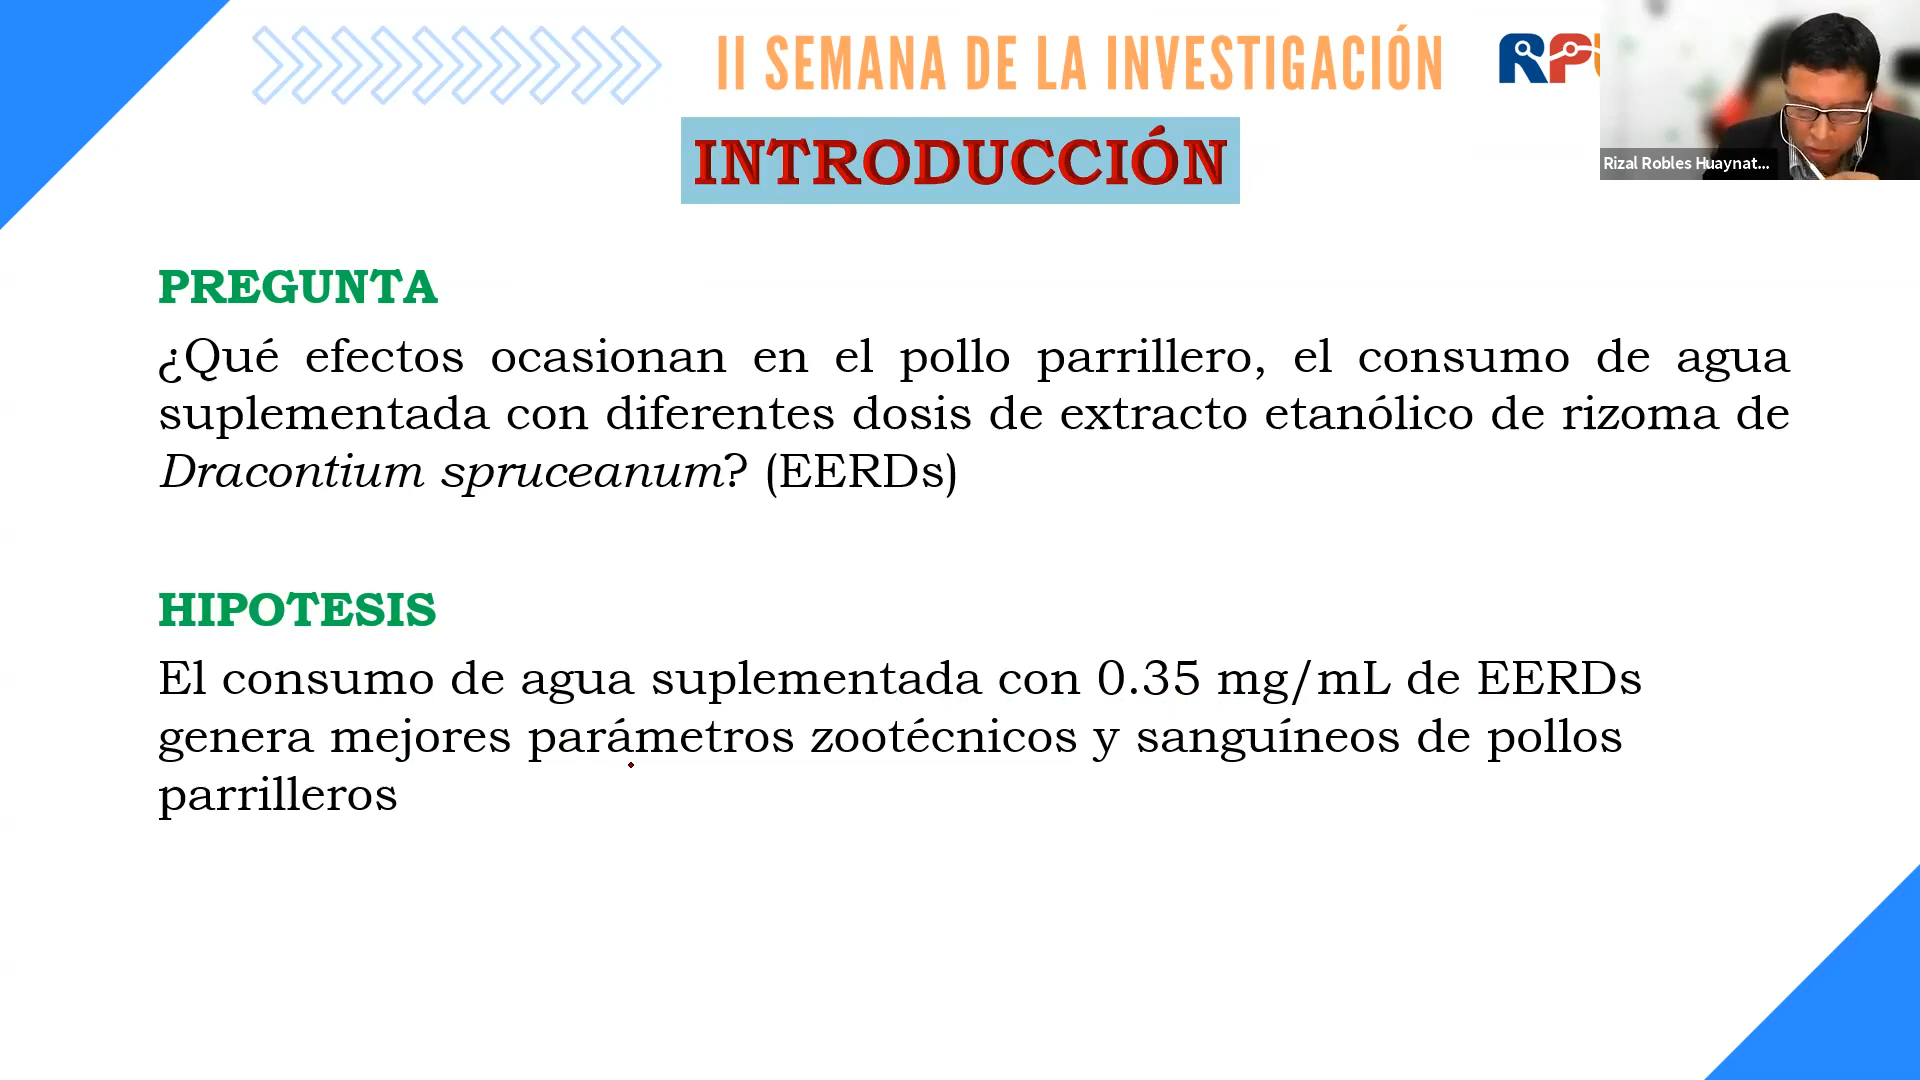 II SEMANA DE LA INVESTIGACIÓN
RP
Rizal Robles Huaynat...
INTRODUCCIÓN
PREGUNTA
¿Qué efectos ocasionan en el pollo parrillero, el consumo de agua
suplementada con diferentes dosis de extracto etanólico de rizoma de
Dracontium spruceanum? (EERDs)
HIPOTESIS
El consumo de agua suplementada con 0.35 mg/mL de EERDs
genera mejores parámetros zootécnicos y sanguíneos de pollos
parrilleros